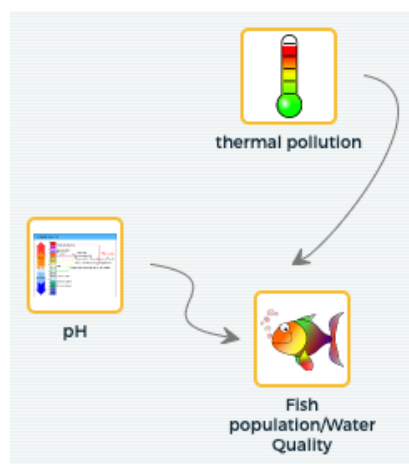 thermal pollution
pH
Fish
population/Water
Quality